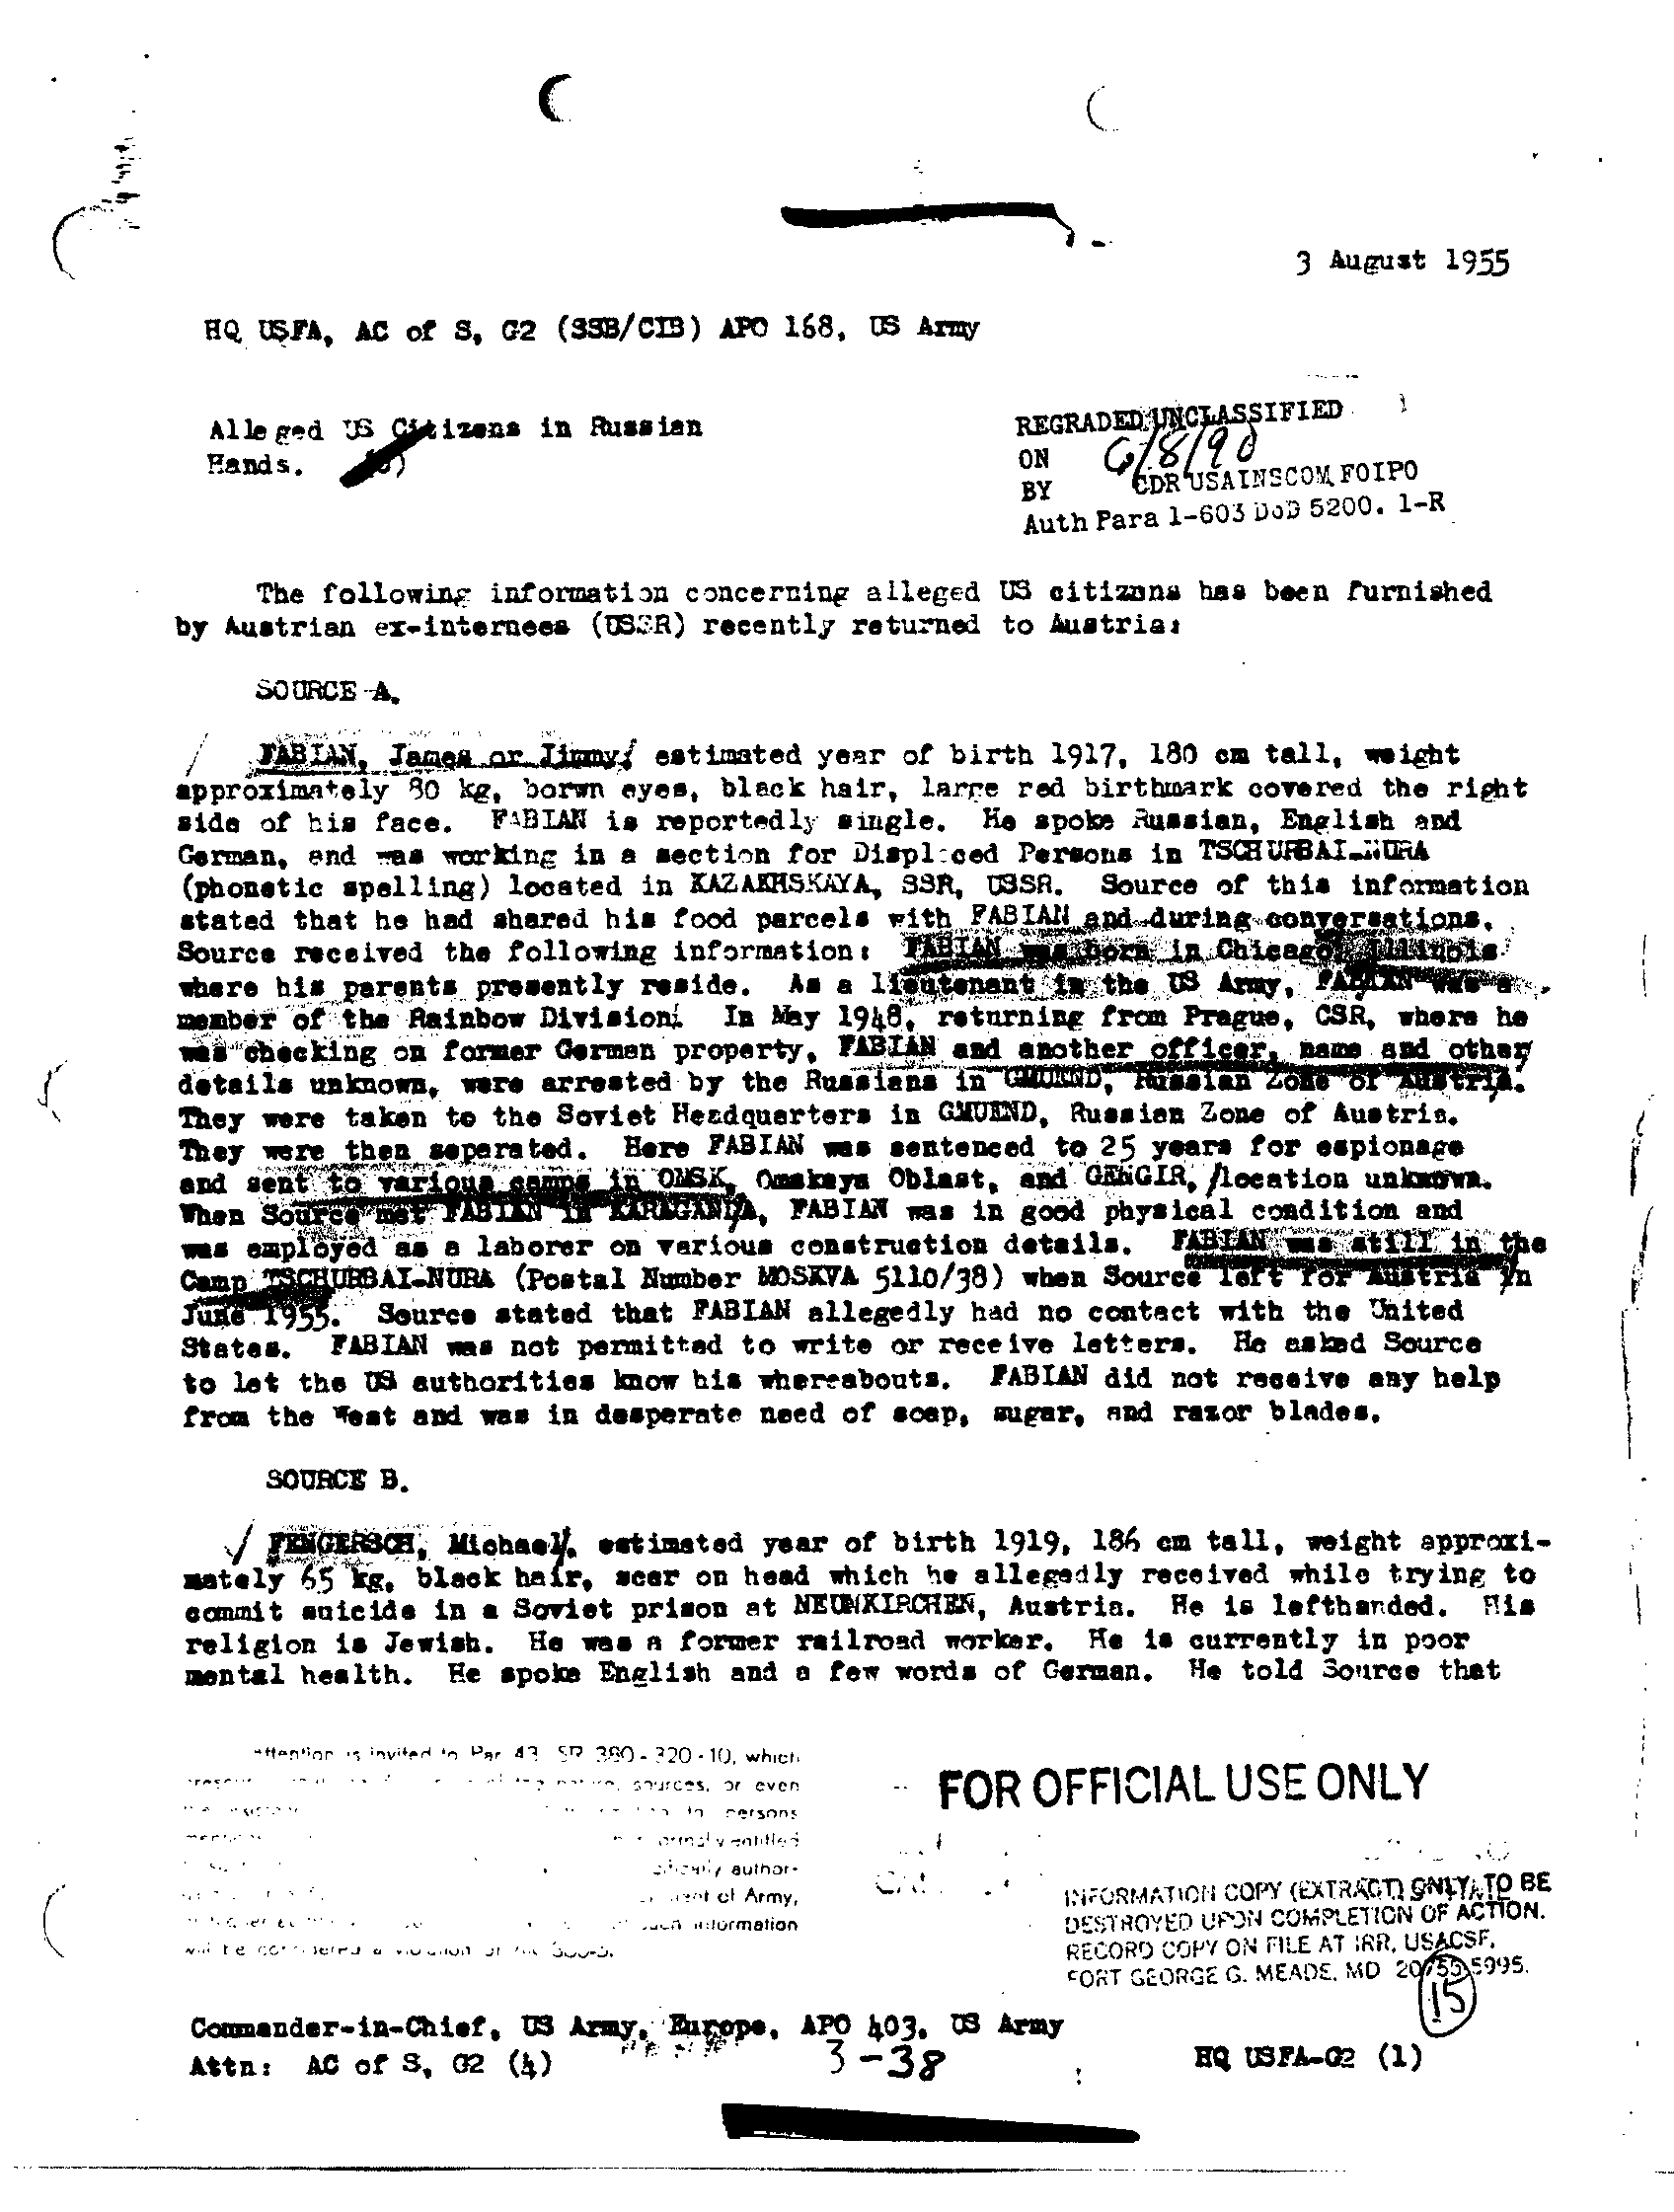 3 August 1955
HQ USFA, AC of S, G2 (SSB/CIB) APO 168, US Army
Alleged US Citizens in Russian
Hands.
REGRADED UNCLASSIFIED
ON 6/8/90
BY CDR USAINSCOM FOIPO
Auth Para 1-603 DoD 5200. 1-R
The following information concerning alleged US citiznns has been furnished
by Austrian ex-internees (USSR) recently returned to Austria:
SOURCE A.
FABIAN, James or Jimmy, estimated year of birth 1917, 180 cm tall, weight
approximately 80 kg, borwn eyes, black hair, large red birthmark covered the right
side of his face. FABIAN is reportedly single. He spoke Russian, English and
German, and was working in a section for Displaced Persons in TSCHURBAI-NURA
(phonetic spelling) located in KAZAKHSKAYA, SSR, USSR. Source of this information
stated that he had shared his food parcels with FABIAN and during conversations,
Source received the following information: FABIAN was born in Chicago, Illinois
where his parents presently reside. As a lieutenant in the US Army, FABIAN was a
member of the Rainbow Division. In May 1948, returning from Prague, CSR, where he
was checking on former German property, FABIAN and another officer, name and other
details unknown, were arrested by the Russians in GMUEND, Russian Zone of Austria.
They were taken to the Soviet Headquarters in GMUEND, Russian Zone of Austria.
They were then separated. Here FABIAN was sentenced to 25 years for espionage
and sent to various camps in OMSK, Omskaya Oblast, and GENGIR, /location unknown.
When Source met FABIAN in KARAGANDA, FABIAN was in good physical condition and
was employed as a laborer on various construction details. FABIAN was still in the
Camp TSCHURBAI-NURA (Postal Number MOSKVA 5110/38) when Source left for Austria in
June 1955. Source stated that FABIAN allegedly had no contact with the United
States. FABIAN was not permitted to write or receive letters. He asked Source
to let the US authorities know his whereabouts. FABIAN did not receive any help
from the West and was in desperate need of soap, sugar, and razor blades.
SOURCE B.
FENGERSCH, Michael, estimated year of birth 1919, 186 cm tall, weight approxi-
mately 65 kg, black hair, scar on head which he allegedly received while trying to
commit suicide in a Soviet prison at NEUNKIRCHEN, Austria. He is lefthanded. His
religion is Jewish. He was a former railroad worker. He is currently in poor
mental health. He spoke English and a few words of German. He told Source that
Attention is invited to Par 43 SR 380-320-10, which
sources, or even
persons
entitled
author-
of Army,
such information
will be considered a violation of
FOR OFFICIAL USE ONLY
INFORMATION COPY (EXTRACT) ONLY, TO BE
DESTROYED UPON COMPLETION OF ACTION.
RECORD COPY ON FILE AT IRR, USACSF,
FORT GEORGE G. MEADE, MD 20755-5995.
15
Commander-in-Chief, US Army, Europe, APO 403, US Army
Attn: AC of S, G2 (4)
3-38
HQ USFA-G2 (1)